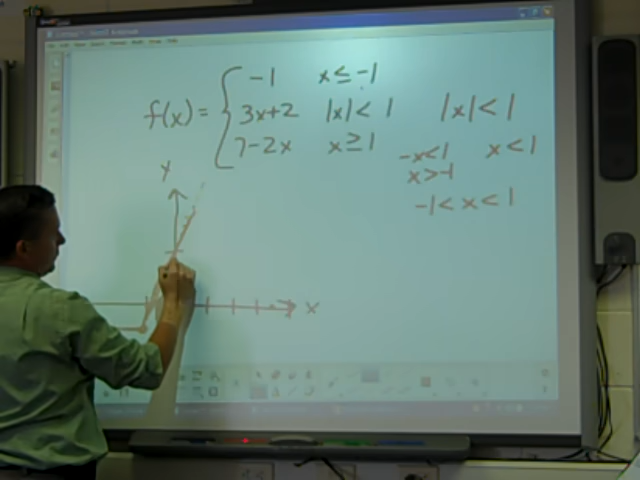 -1 x ≤ -1
f(x) = { 3x+2 |x| < 1 |x| < 1
7-2x x ≥ 1
-x<1 x < 1
x>-1
-1 < x < 1
y
x